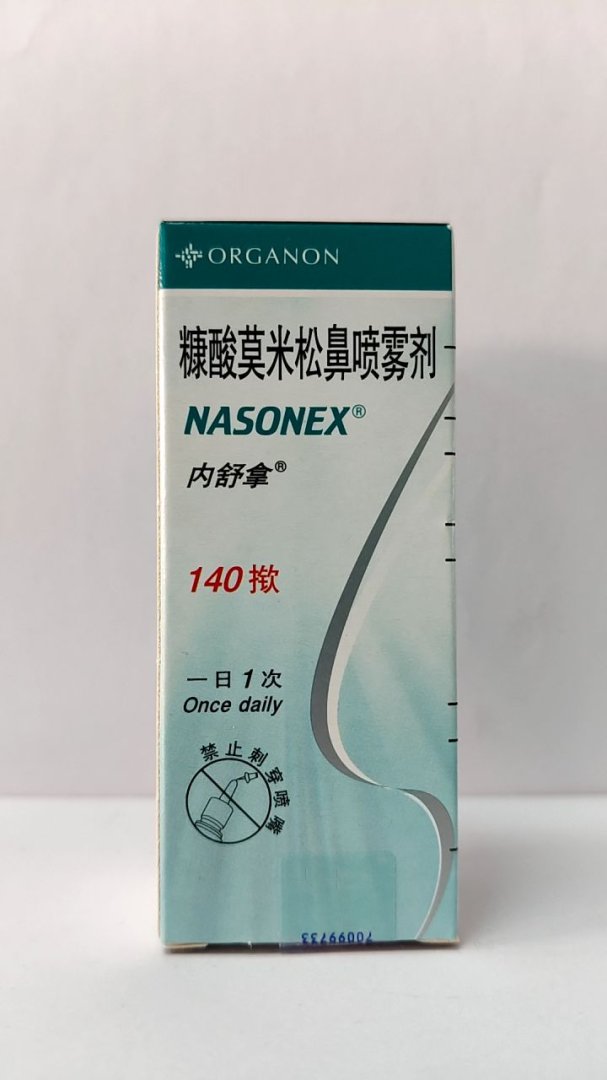 ORGANON
糠酸莫米松鼻喷雾剂
NASONEX®
内舒拿®
140揿
一日1次
Once daily
禁止刺穿喷嘴
70099733